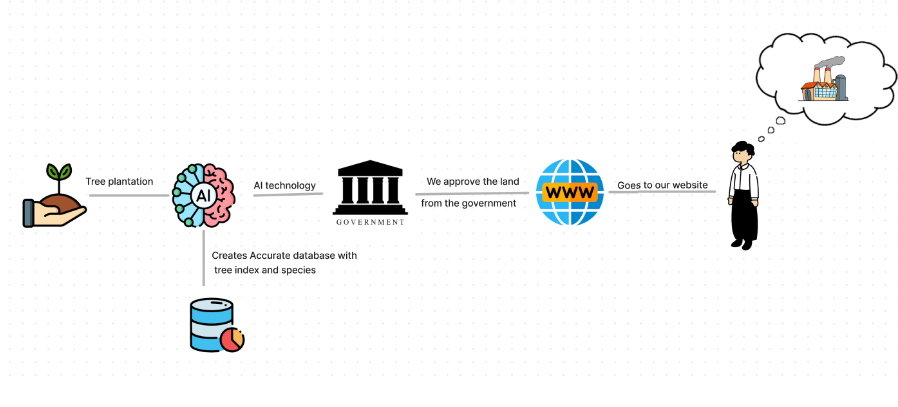 Tree plantation
AI
AI technology
GOVERNMENT
We approve the land
from the government
WWW
Goes to our website
Creates Accurate database with
tree index and species